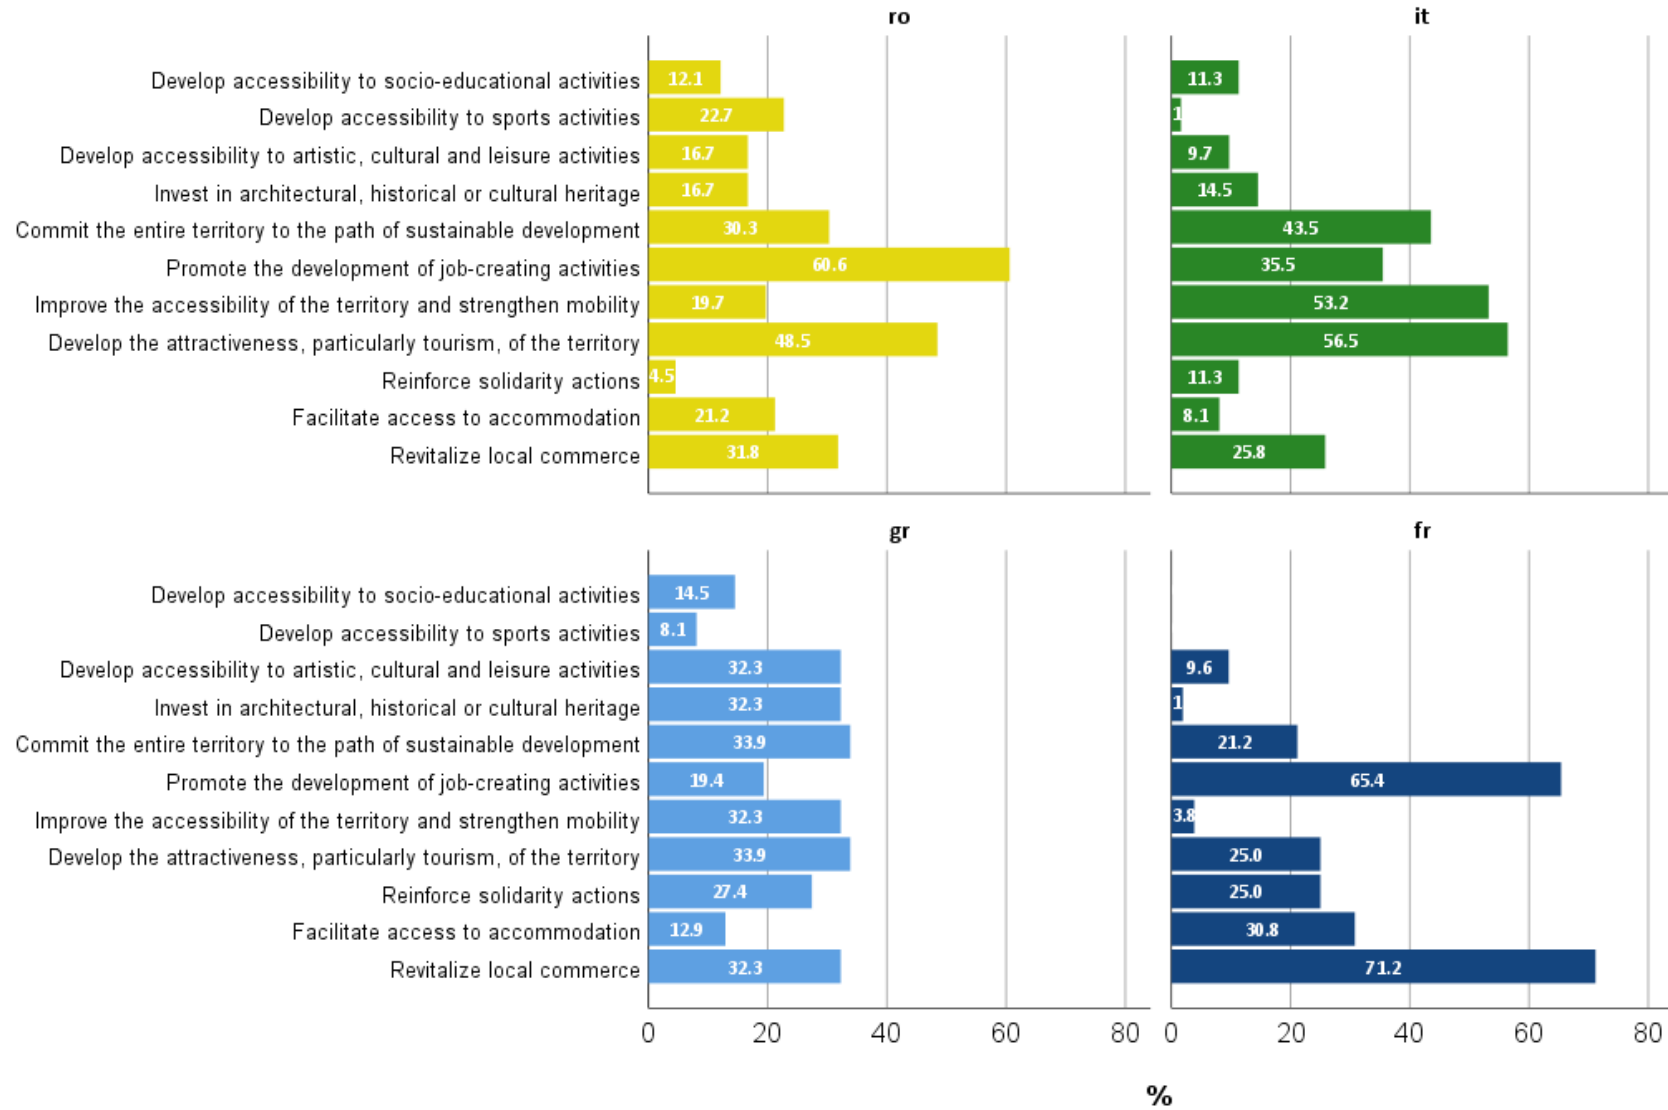 ro it
Develop accessibility to socio-educational activities 12.1 11.3
Develop accessibility to sports activities 22.7 1
Develop accessibility to artistic, cultural and leisure activities 16.7 9.7
Invest in architectural, historical or cultural heritage 16.7 14.5
Commit the entire territory to the path of sustainable development 30.3 43.5
Promote the development of job-creating activities 60.6 35.5
Improve the accessibility of the territory and strengthen mobility 19.7 53.2
Develop the attractiveness, particularly tourism, of the territory 48.5 56.5
Reinforce solidarity actions 4.5 11.3
Facilitate access to accommodation 21.2 8.1
Revitalize local commerce 31.8 25.8
gr fr
Develop accessibility to socio-educational activities 14.5
Develop accessibility to sports activities 8.1
Develop accessibility to artistic, cultural and leisure activities 32.3 9.6
Invest in architectural, historical or cultural heritage 32.3 1
Commit the entire territory to the path of sustainable development 33.9 21.2
Promote the development of job-creating activities 19.4 65.4
Improve the accessibility of the territory and strengthen mobility 32.3 3.8
Develop the attractiveness, particularly tourism, of the territory 33.9 25.0
Reinforce solidarity actions 27.4 25.0
Facilitate access to accommodation 12.9 30.8
Revitalize local commerce 32.3 71.2
0 20 40 60 80 0 20 40 60 80
%